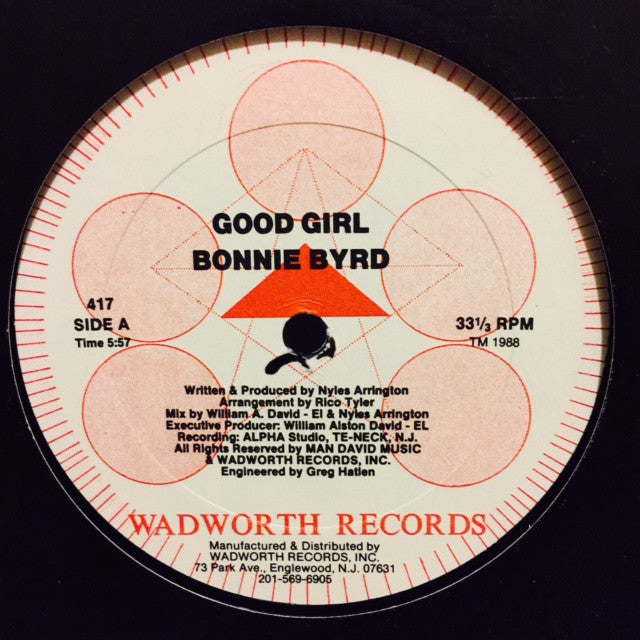 GOOD GIRL
BONNIE BYRD
417
SIDE A
Time 5:57
33 1/3 RPM
TM 1988
Written & Produced by Nyles Arrington
Arrangement by Rico Tyler
Mix by William A. David - El & Nyles Arrington
Executive Producer: William Alston David - EL
Recording: ALPHA Studio, TE-NECK, N.J.
All Rights Reserved by MAN DAVID MUSIC
& WADWORTH RECORDS, INC.
Engineered by Greg Hatlen
WADWORTH RECORDS
Manufactured & Distributed by
WADWORTH RECORDS, INC.
73 Park Ave., Englewood, N.J. 07631
201-569-6905